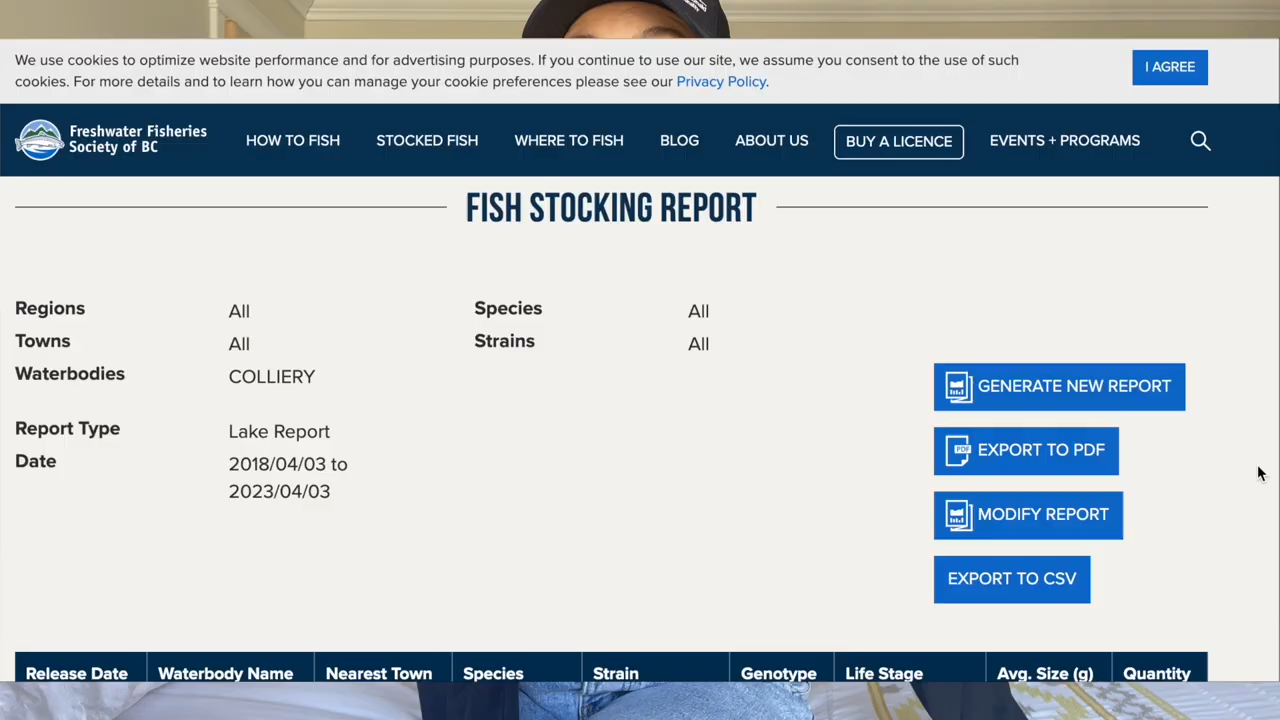 We use cookies to optimize website performance and for advertising purposes. If you continue to use our site, we assume you consent to the use of such
cookies. For more details and to learn how you can manage your cookie preferences please see our Privacy Policy.
I AGREE
Freshwater Fisheries
Society of BC
HOW TO FISH
STOCKED FISH
WHERE TO FISH
BLOG
ABOUT US
BUY A LICENCE
EVENTS + PROGRAMS
FISH STOCKING REPORT
Regions All
Species All
Towns All
Strains All
Waterbodies COLLIERY
Report Type Lake Report
Date 2018/04/03 to
2023/04/03
GENERATE NEW REPORT
PDF EXPORT TO PDF
MODIFY REPORT
EXPORT TO CSV
Release Date Waterbody Name Nearest Town Species Strain Genotype Life Stage Avg. Size (g) Quantity